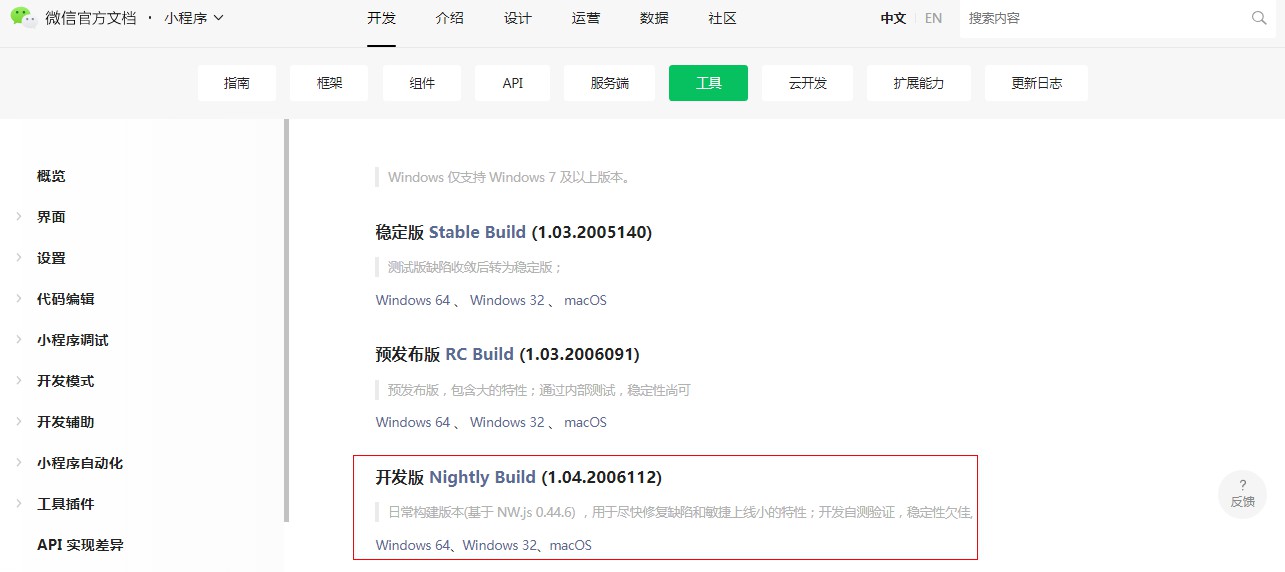 微信官方文档 · 小程序
开发 介绍 设计 运营 数据 社区
中文 EN
搜索内容
指南 框架 组件 API 服务端 工具 云开发 扩展能力 更新日志
概览
界面
设置
代码编辑
小程序调试
开发模式
开发辅助
小程序自动化
工具插件
API 实现差异
Windows 仅支持 Windows 7 及以上版本。
稳定版 Stable Build (1.03.2005140)
测试版缺陷收敛后转为稳定版；
Windows 64 、 Windows 32 、 macOS
预发布版 RC Build (1.03.2006091)
预发布版，包含大的特性；通过内部测试，稳定性尚可
Windows 64 、 Windows 32 、 macOS
开发版 Nightly Build (1.04.2006112)
日常构建版本(基于 NW.js 0.44.6) ，用于尽快修复缺陷和敏捷上线小的特性；开发自测验证，稳定性欠佳,
Windows 64、Windows 32、macOS
?
反馈